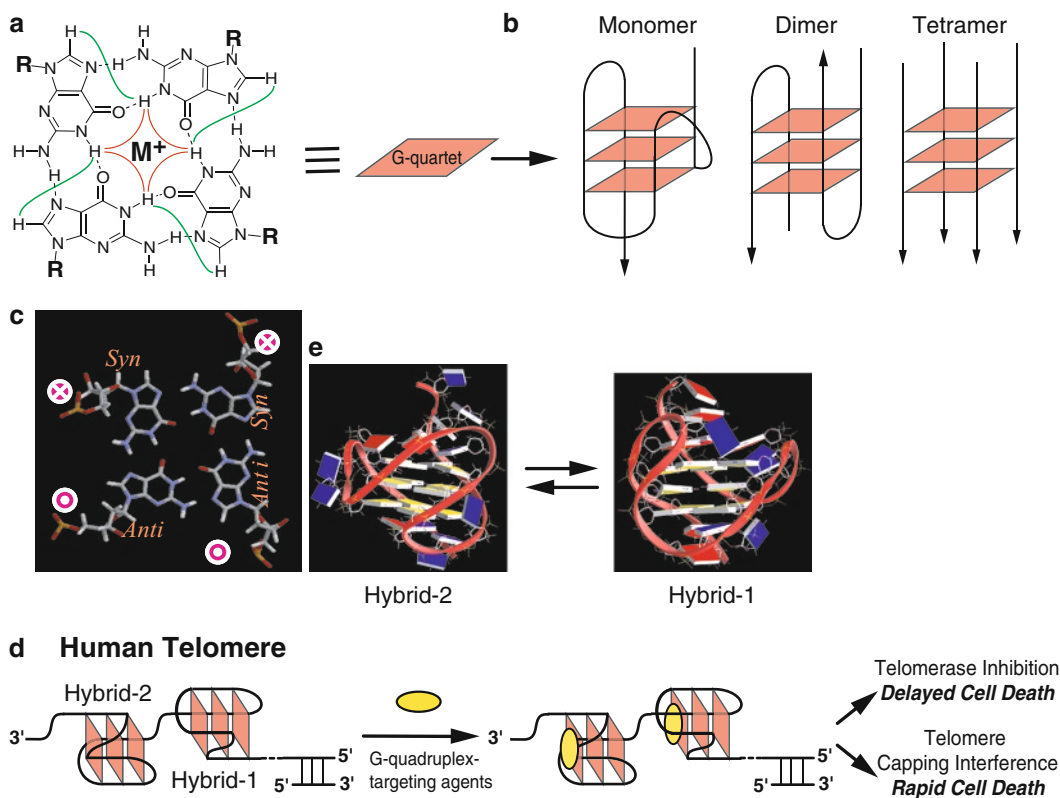 a
H
R
N
H
H
N
N
R
N
N
H
N
N
N
H
O
H
N
N
H
N
O
N
N
H
H
N
H
M+
H
N
H
H
O
N
H
H
O
N
N
H
N
N
N
H
N
N
N
N
H
N
R
R
H
H
G-quartet
b
Monomer
Dimer
Tetramer
c
Syn
Syn
Anti
Anti
e
Hybrid-2
Hybrid-1
d Human Telomere
Hybrid-2
3'
Hybrid-1
5'
5'
3'
G-quadruplex-
targeting agents
3'
5'
5'
3'
Telomerase Inhibition
Delayed Cell Death
Telomere
Capping Interference
Rapid Cell Death